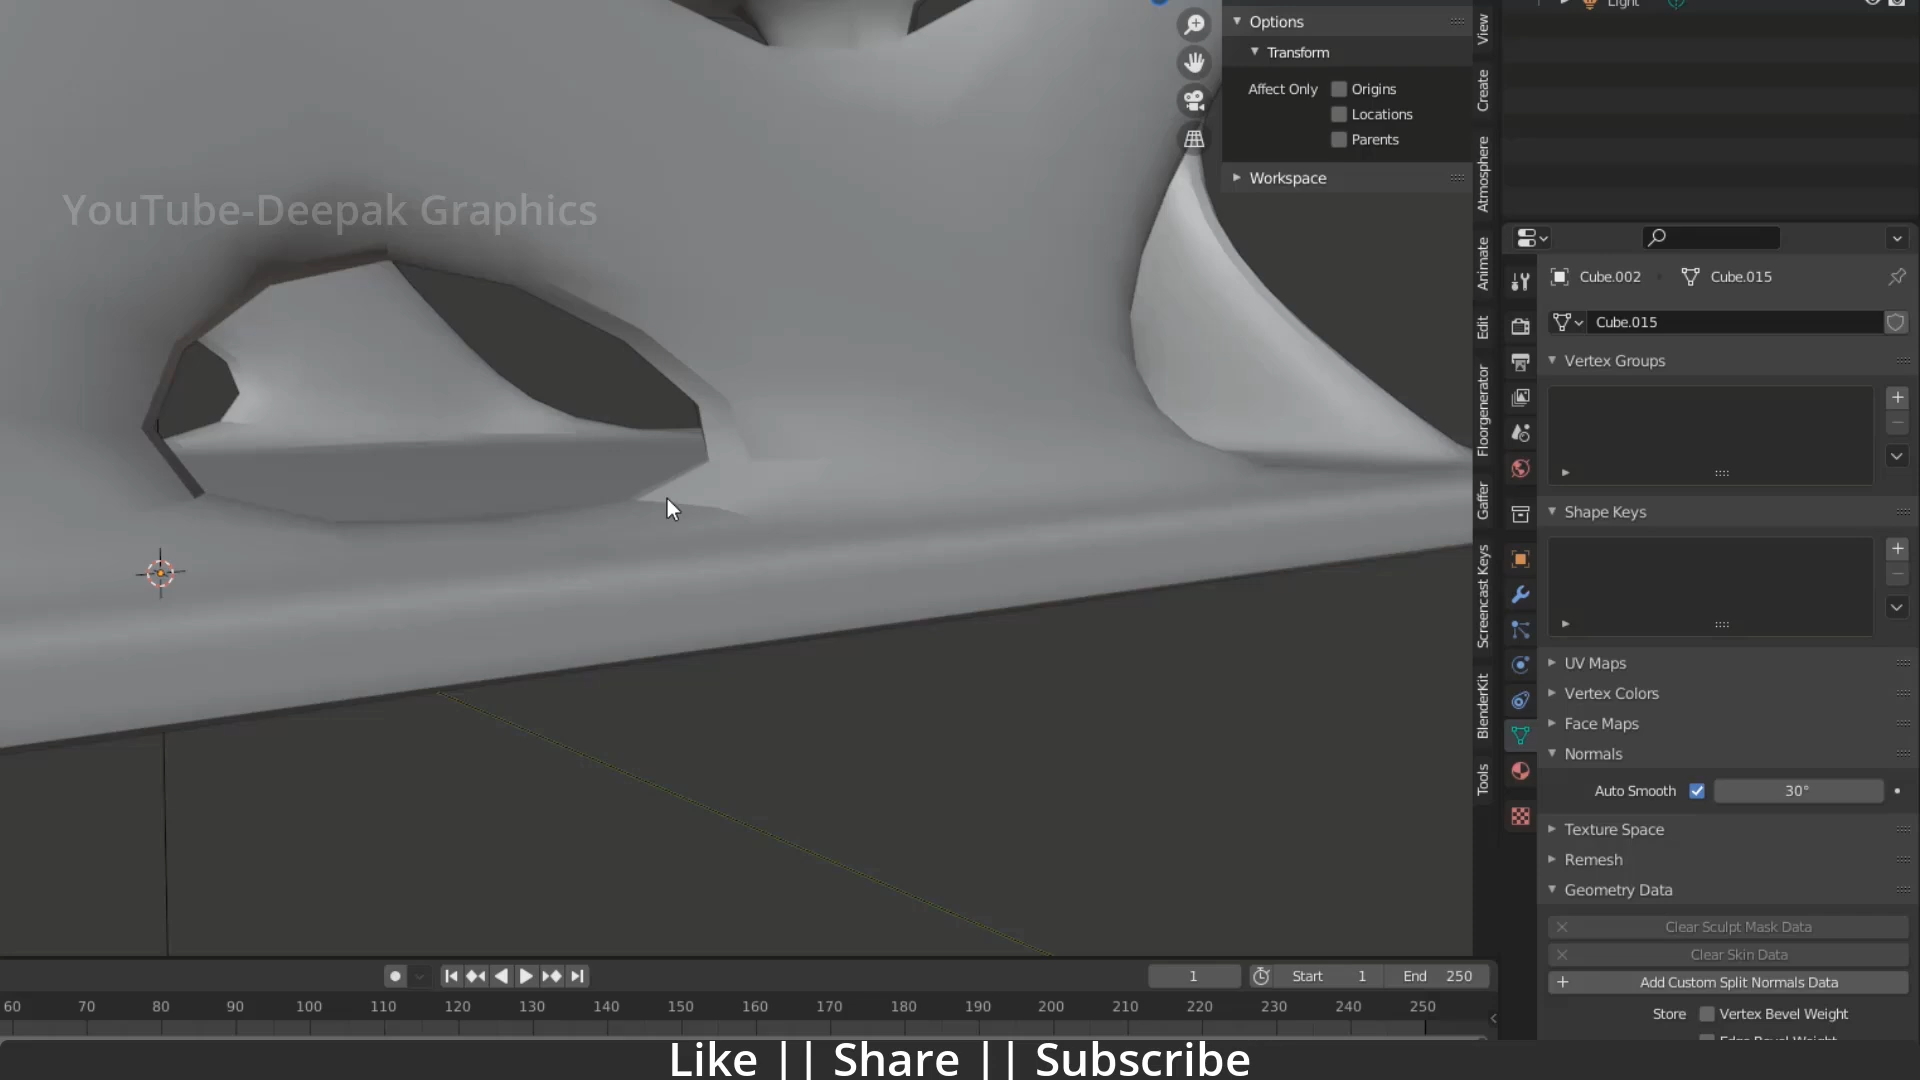 Light
Options
Transform
Affect Only
Origins
Locations
Parents
Workspace
View
Create
Atmosphere
Animate
Edit
Floorgenerator
Gaffer
Screencast Keys
BlenderKit
Tools
YouTube-Deepak Graphics
Cube.002
Cube.015
Cube.015
Vertex Groups
Shape Keys
UV Maps
Vertex Colors
Face Maps
Normals
Auto Smooth
30°
Texture Space
Remesh
Geometry Data
Clear Sculpt Mask Data
Clear Skin Data
Add Custom Split Normals Data
Store
Vertex Bevel Weight
Edge Bevel Weight
1
Start 1
End 250
60 70 80 90 100 110 120 130 140 150 160 170 180 190 200 210 220 230 240 250
Like || Share || Subscribe